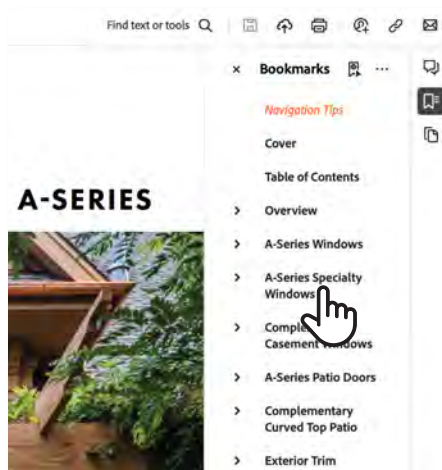 Find text or tools
Bookmarks
Navigation Tips
Cover
Table of Contents
A-SERIES
Overview
A-Series Windows
A-Series Specialty
Windows
Casement Windows
A-Series Patio Doors
Complementary
Curved Top Patio
Exterior Trim